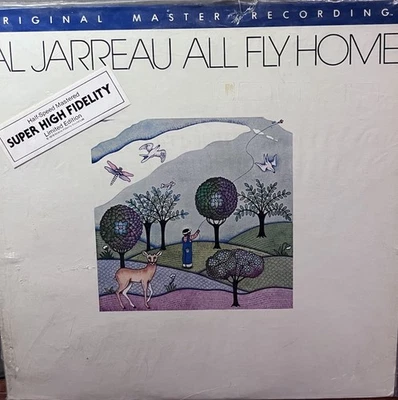 ORIGINAL MASTER RECORDING
AL JARREAU ALL FLY HOME
Half-Speed Mastered
SUPER HIGH FIDELITY
Limited Edition